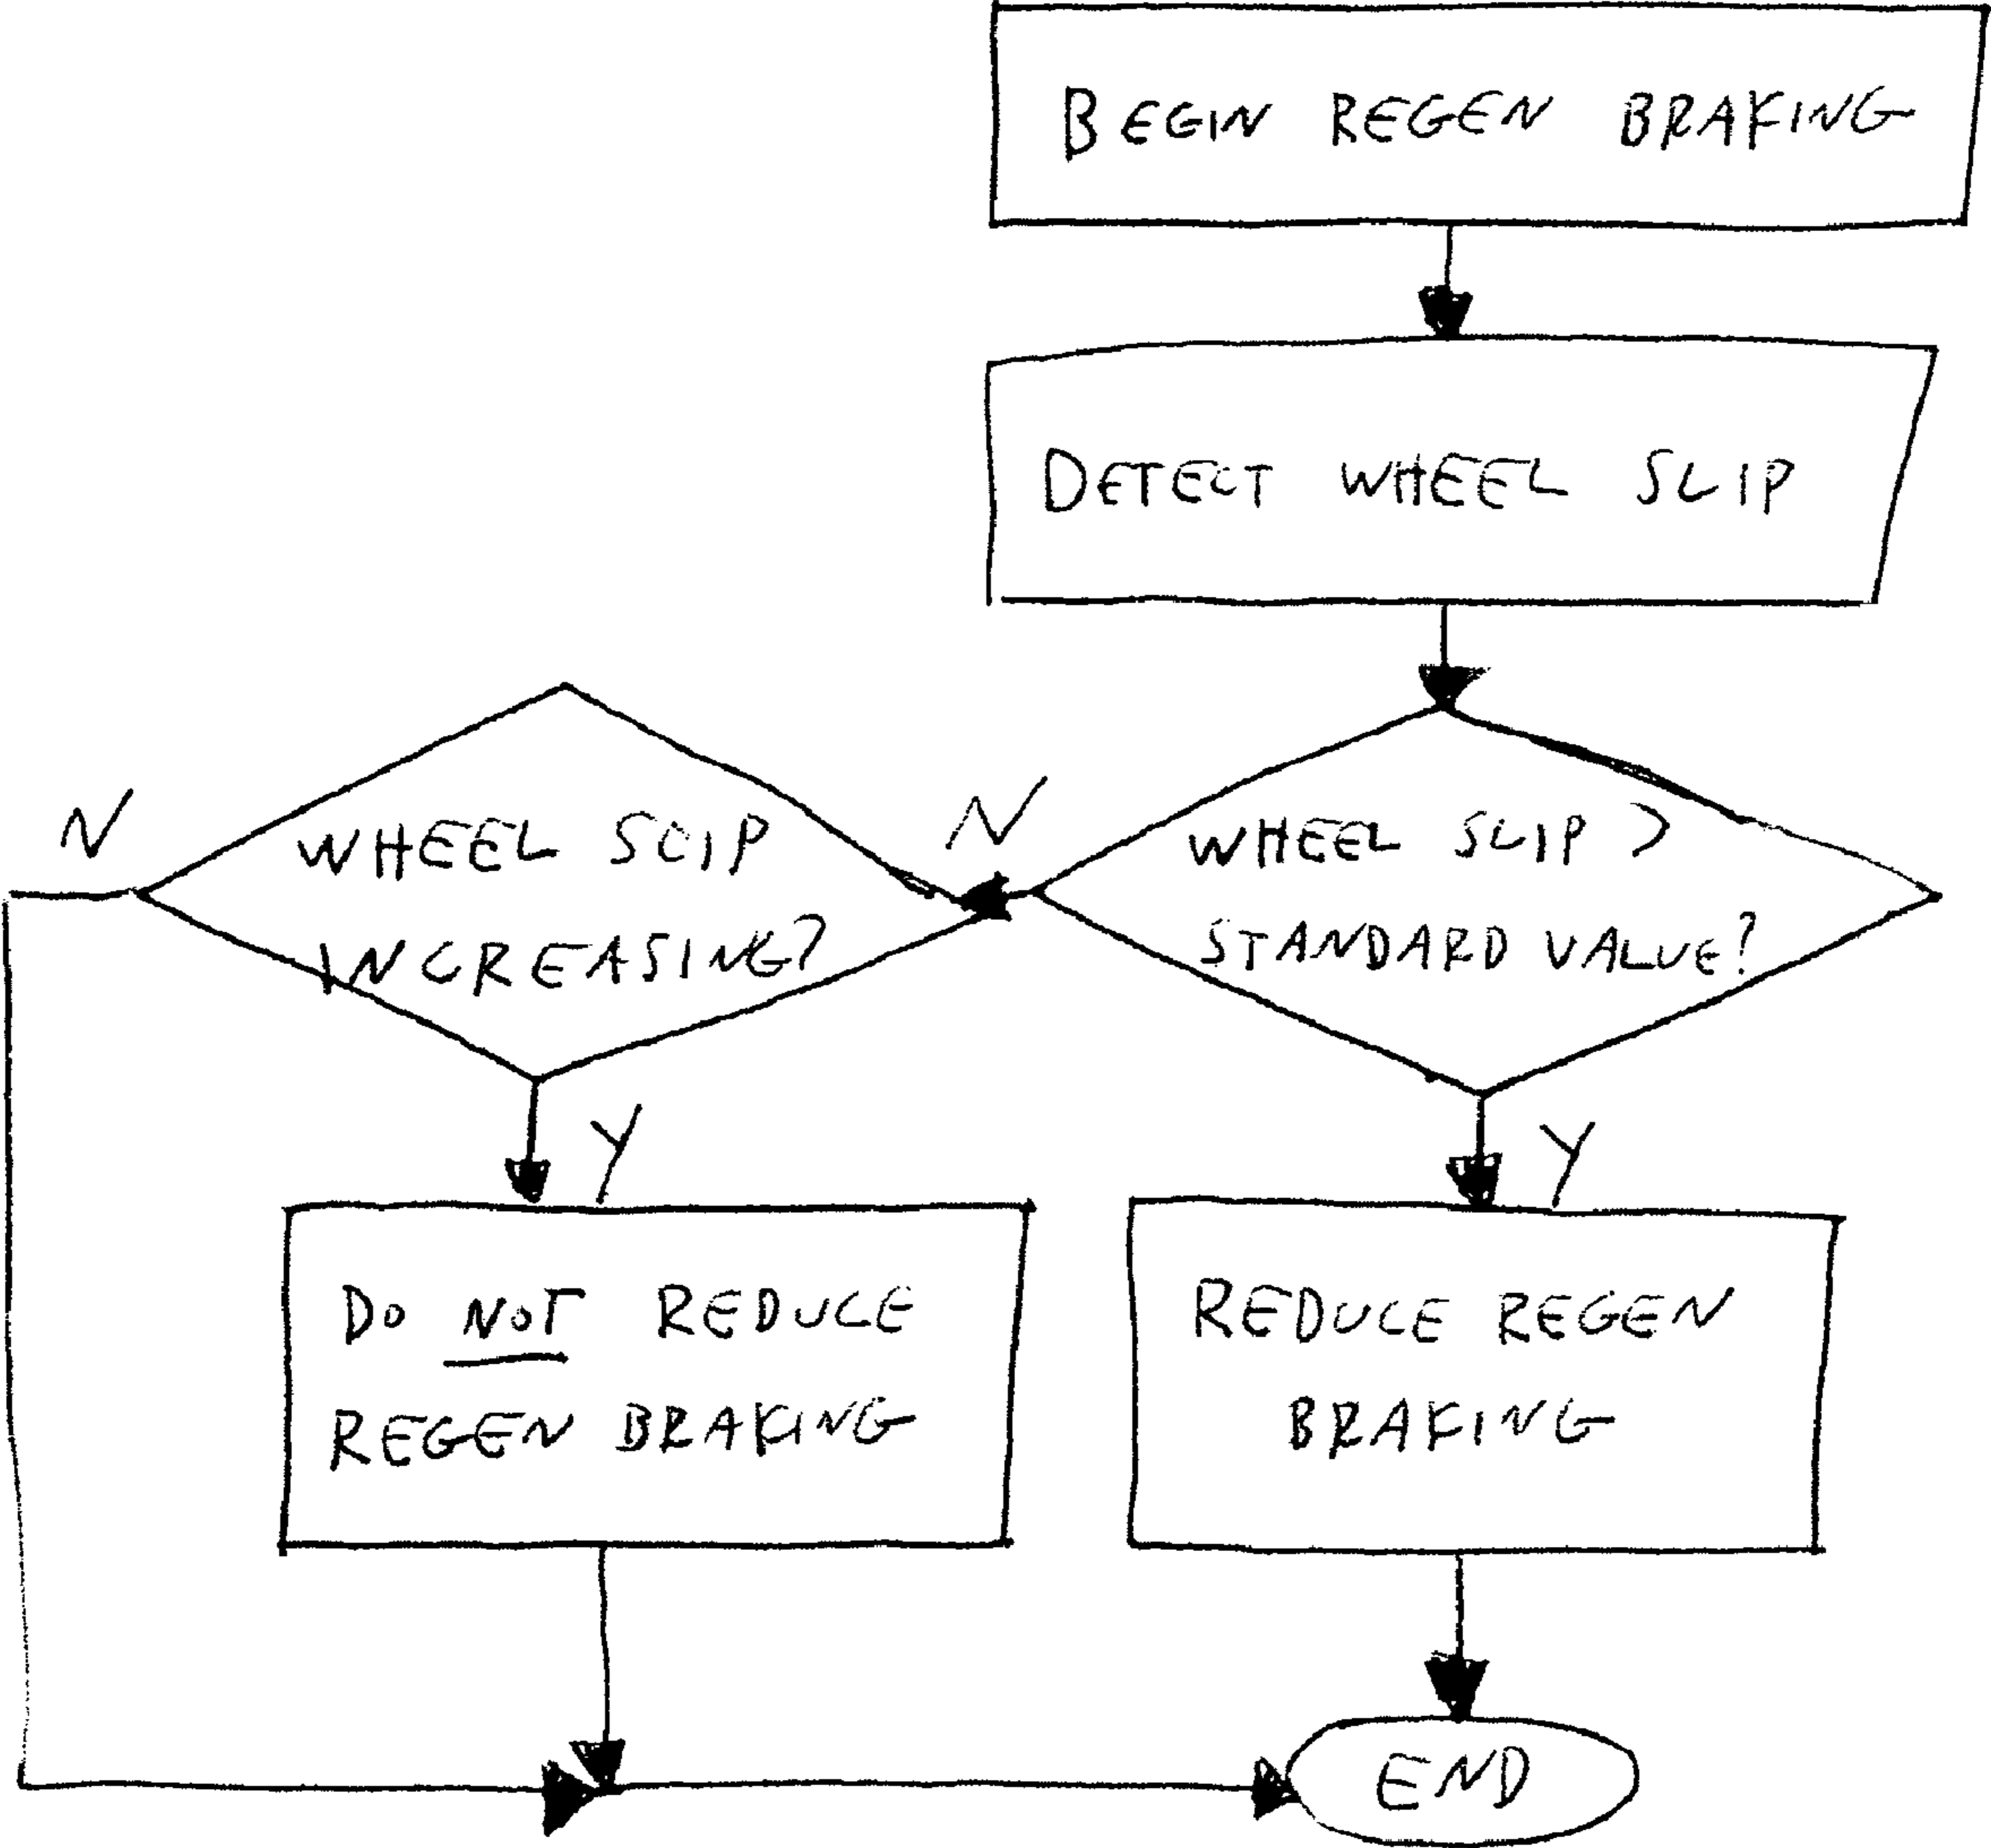 BEGIN REGEN BRAKING
DETECT WHEEL SLIP
WHEEL SLIP >
STANDARD VALUE?
N
WHEEL SLIP
INCREASING?
N
Y
Y
DO NOT REDUCE
REGEN BRAKING
REDUCE REGEN
BRAKING
END